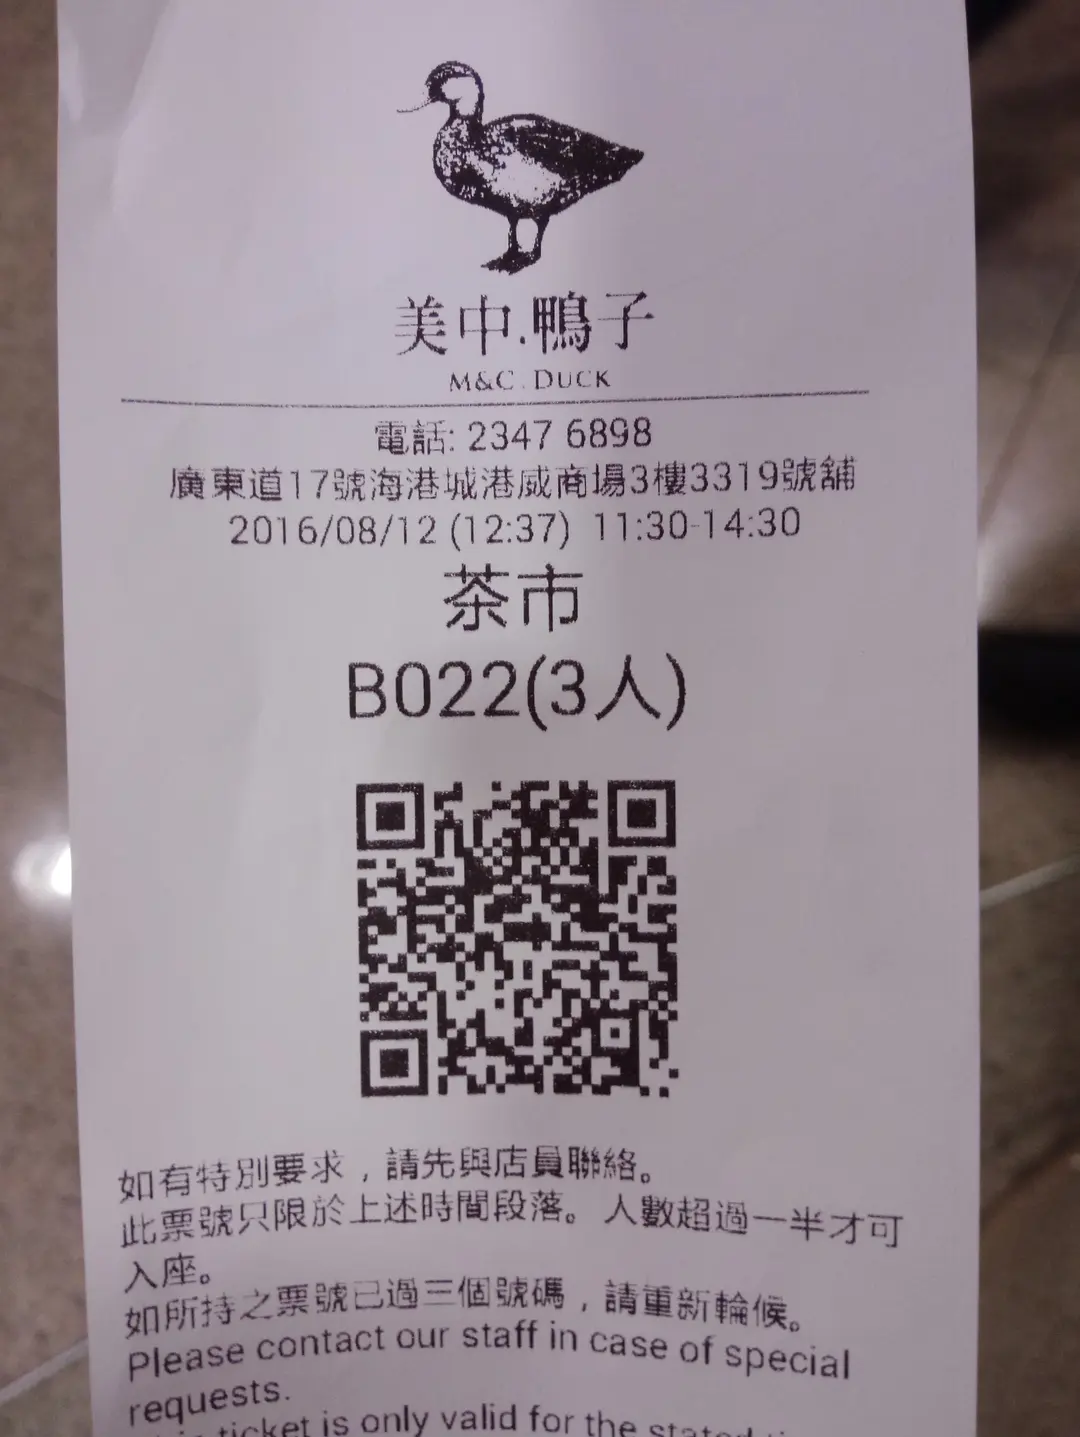 美中.鴨子
M&C. DUCK
電話: 2347 6898
廣東道17號海港城港威商場3樓3319號舖
2016/08/12 (12:37) 11:30-14:30
茶市
B022(3人)
如有特別要求，請先與店員聯絡。
此票號只限於上述時間段落。人數超過一半才可
入座。
如所持之票號已過三個號碼，請重新輪候。
Please contact our staff in case of special
requests.
ticket is only valid for the stated